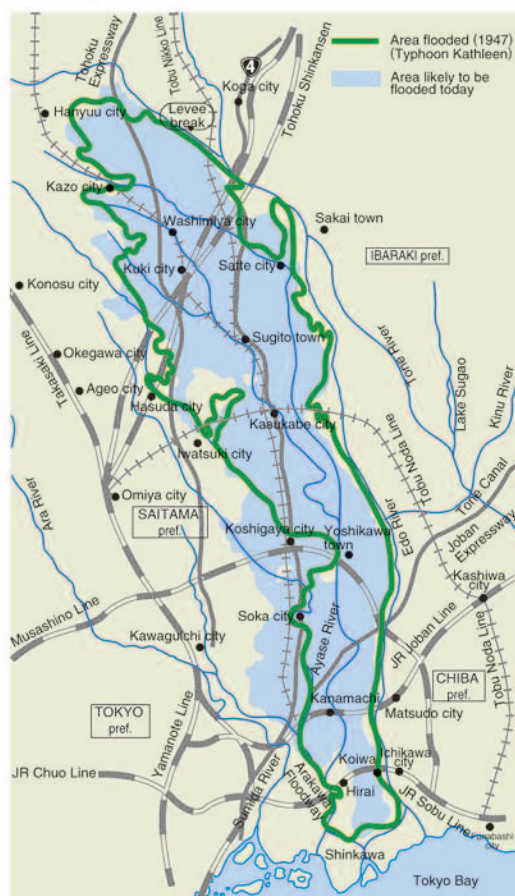 Area flooded (1947)
(Typhoon Kathleen)
Area likely to be
flooded today
Tohoku
Expressway
Tobu Nikko Line
4
Koga city
Tohoku Shinkansen
Hanyuu city
Levee
break
Kazo city
Washimiya city
Sakai town
Kuki city
Satte city
IBARAKI pref.
Konosu city
Takasaki Line
Okegawa city
Sugito town
Tone River
Lake Sugao
Kinu River
Ageo city
Hasuda city
Kasukabe city
Iwatsuki city
Tobu Noda Line
Ara River
Omiya city
SAITAMA
pref.
Edo River
Tone Canal
Joban
Expressway
Koshigaya city
Yoshikawa
town
Kashiwa city
Musashino Line
Soka city
Ayase River
JR Joban Line
Kawaguchi city
Tobu Noda Line
CHIBA
pref.
Kanamachi
Matsudo city
TOKYO
pref.
Yamanote Line
Ichikawa
city
JR Chuo Line
Sumida River
Arakawa
Floodway
Koiwa
Hirai
JR Sobu Line
Funabashi
city
Shinkawa
Tokyo Bay